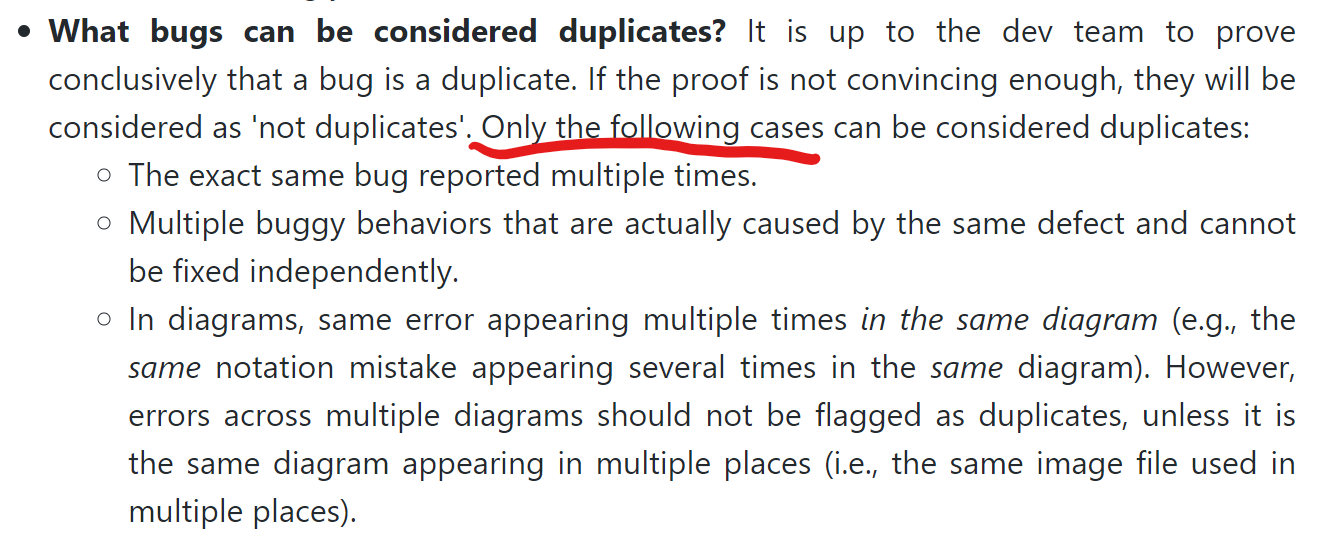 What bugs can be considered duplicates? It is up to the dev team to prove
conclusively that a bug is a duplicate. If the proof is not convincing enough, they will be
considered as 'not duplicates'. Only the following cases can be considered duplicates:
The exact same bug reported multiple times.
Multiple buggy behaviors that are actually caused by the same defect and cannot
be fixed independently.
In diagrams, same error appearing multiple times in the same diagram (e.g., the
same notation mistake appearing several times in the same diagram). However,
errors across multiple diagrams should not be flagged as duplicates, unless it is
the same diagram appearing in multiple places (i.e., the same image file used in
multiple places).